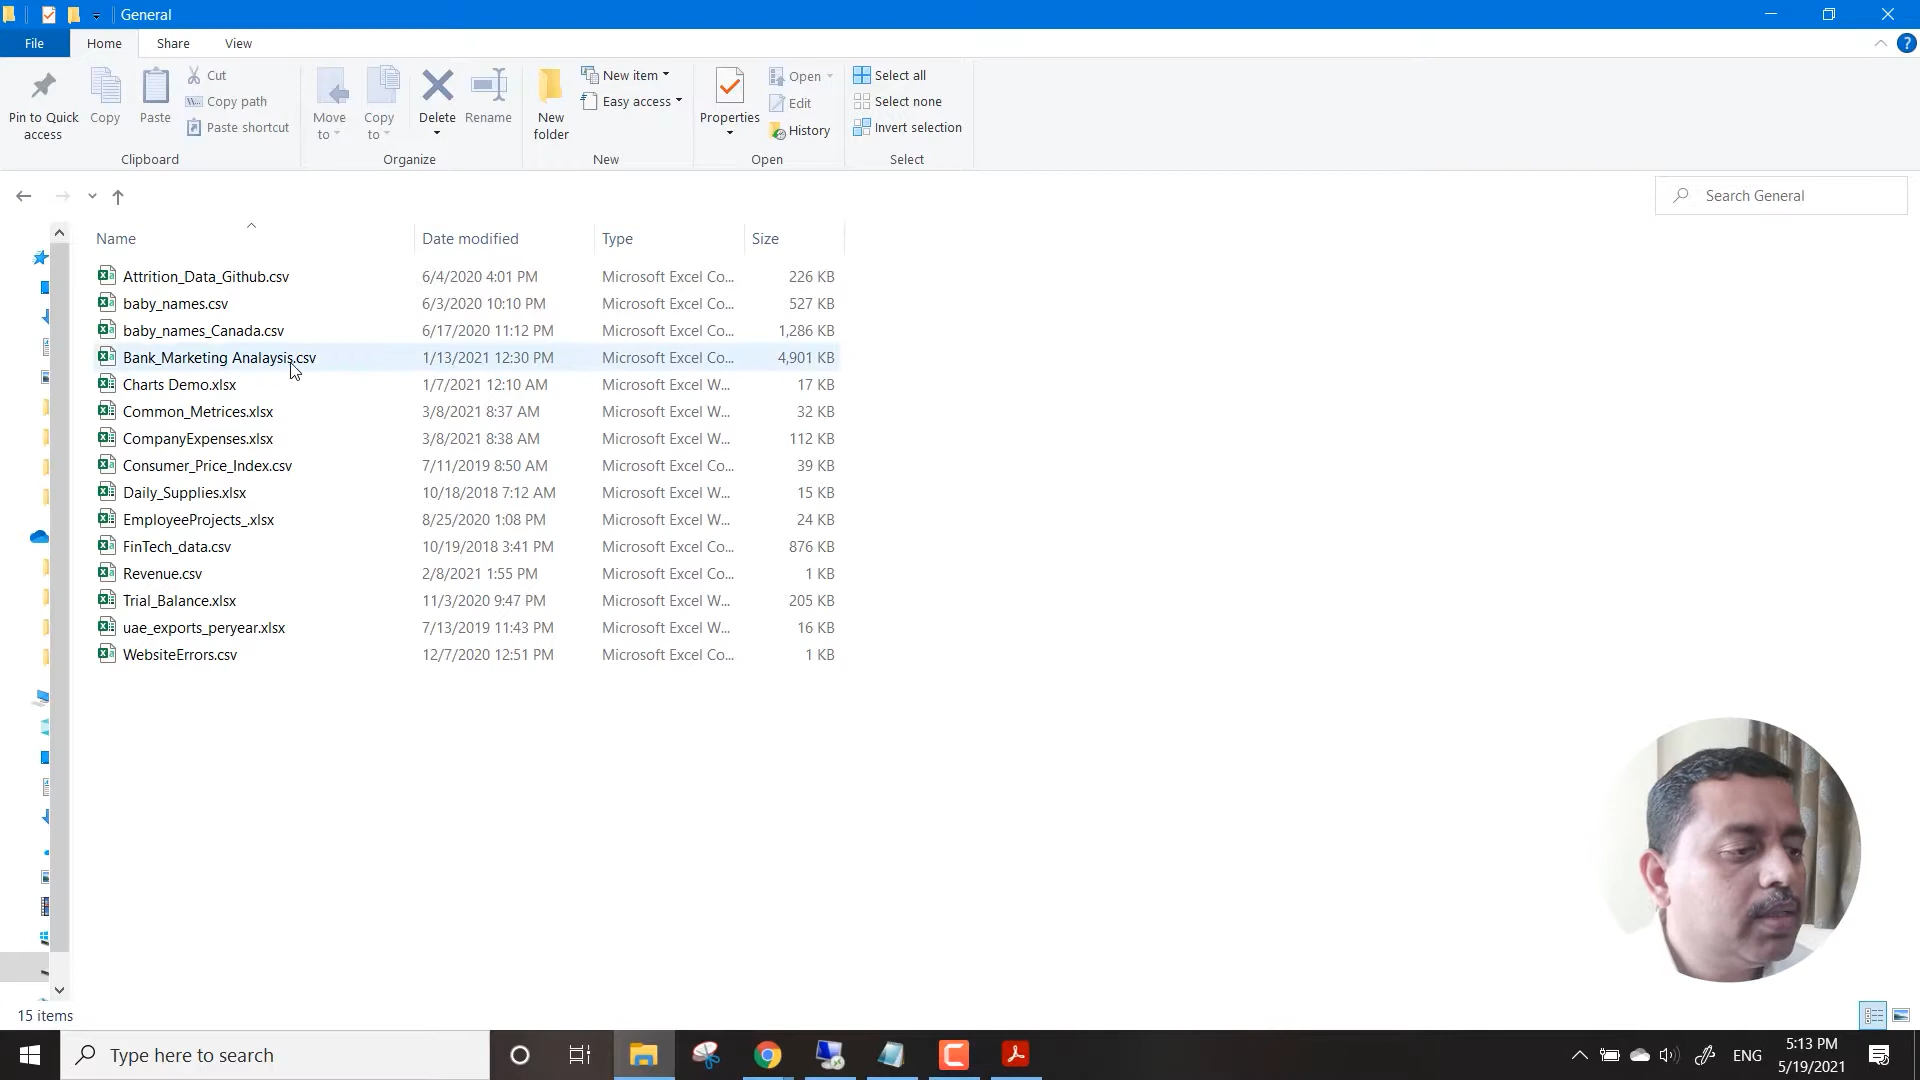 General
File Home Share View
Pin to Quick access
Copy
Paste
Cut
Copy path
Paste shortcut
Clipboard
Move to
Copy to
Delete
Rename
Organize
New folder
New item
Easy access
New
Properties
Open
Edit
History
Open
Select all
Select none
Invert selection
Select
Search General
Name Date modified Type Size
Attrition_Data_Github.csv 6/4/2020 4:01 PM Microsoft Excel Co... 226 KB
baby_names.csv 6/3/2020 10:10 PM Microsoft Excel Co... 527 KB
baby_names_Canada.csv 6/17/2020 11:12 PM Microsoft Excel Co... 1,286 KB
Bank_Marketing Analaysis.csv 1/13/2021 12:30 PM Microsoft Excel Co... 4,901 KB
Charts Demo.xlsx 1/7/2021 12:10 AM Microsoft Excel W... 17 KB
Common_Metrices.xlsx 3/8/2021 8:37 AM Microsoft Excel W... 32 KB
CompanyExpenses.xlsx 3/8/2021 8:38 AM Microsoft Excel W... 112 KB
Consumer_Price_Index.csv 7/11/2019 8:50 AM Microsoft Excel Co... 39 KB
Daily_Supplies.xlsx 10/18/2018 7:12 AM Microsoft Excel W... 15 KB
EmployeeProjects_.xlsx 8/25/2020 1:08 PM Microsoft Excel W... 24 KB
FinTech_data.csv 10/19/2018 3:41 PM Microsoft Excel Co... 876 KB
Revenue.csv 2/8/2021 1:55 PM Microsoft Excel Co... 1 KB
Trial_Balance.xlsx 11/3/2020 9:47 PM Microsoft Excel W... 205 KB
uae_exports_peryear.xlsx 7/13/2019 11:43 PM Microsoft Excel W... 16 KB
WebsiteErrors.csv 12/7/2020 12:51 PM Microsoft Excel Co... 1 KB
15 items
Type here to search
ENG
5:13 PM
5/19/2021